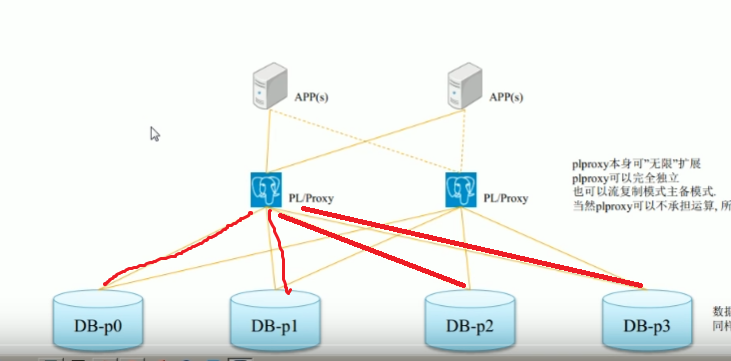 APP(s) APP(s)
plproxy本身可"无限"扩展
plproxy可以完全独立
也可以流复制模式主备模式.
当然plproxy可以不承担运算, 所
PL/Proxy PL/Proxy
数据
同样
DB-p0 DB-p1 DB-p2 DB-p3